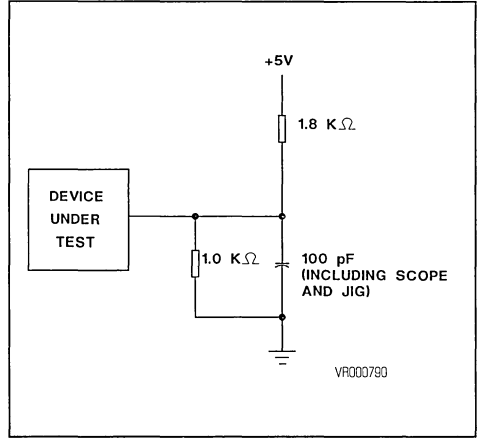 +5V
1.8 KΩ
DEVICE
UNDER
TEST
1.0 KΩ
100 pF
(INCLUDING SCOPE
AND JIG)
VR000790